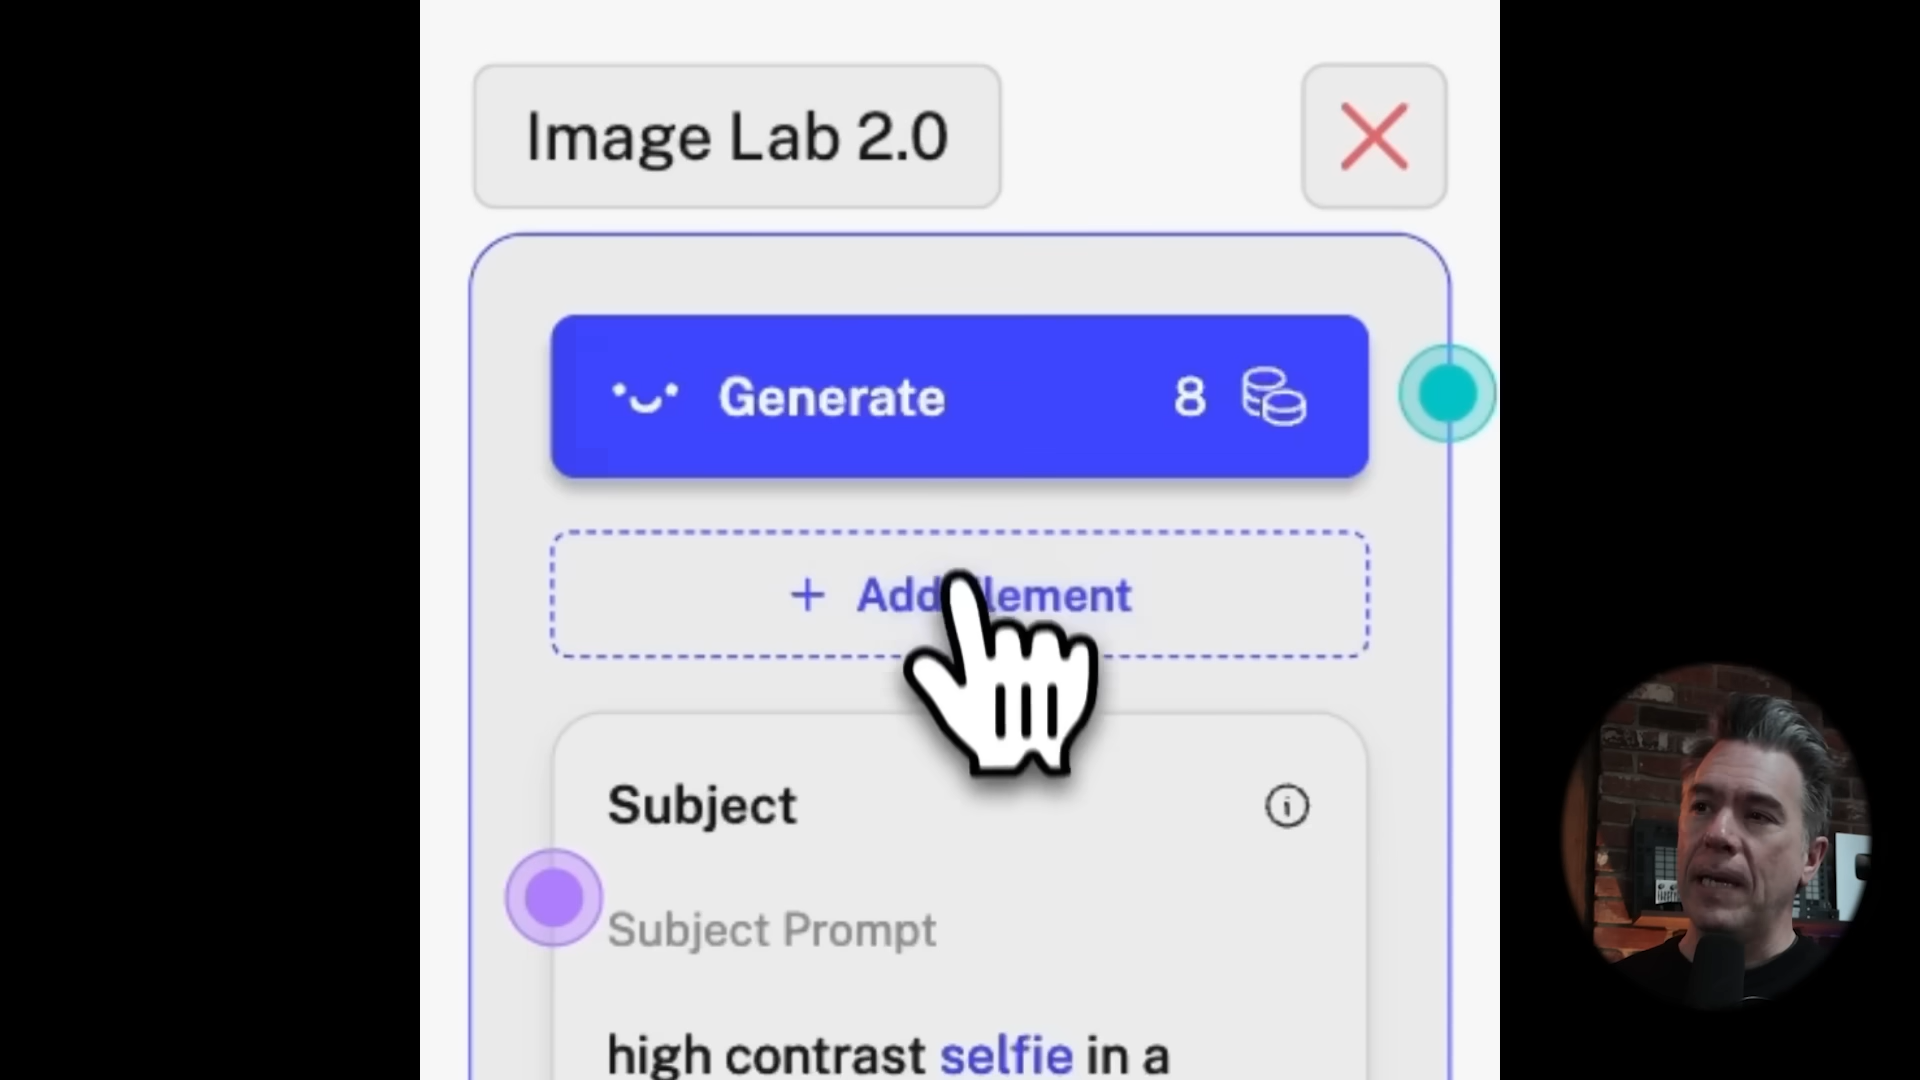 Image Lab 2.0
Generate 8
+ Add Element
Subject
Subject Prompt
high contrast selfie in a